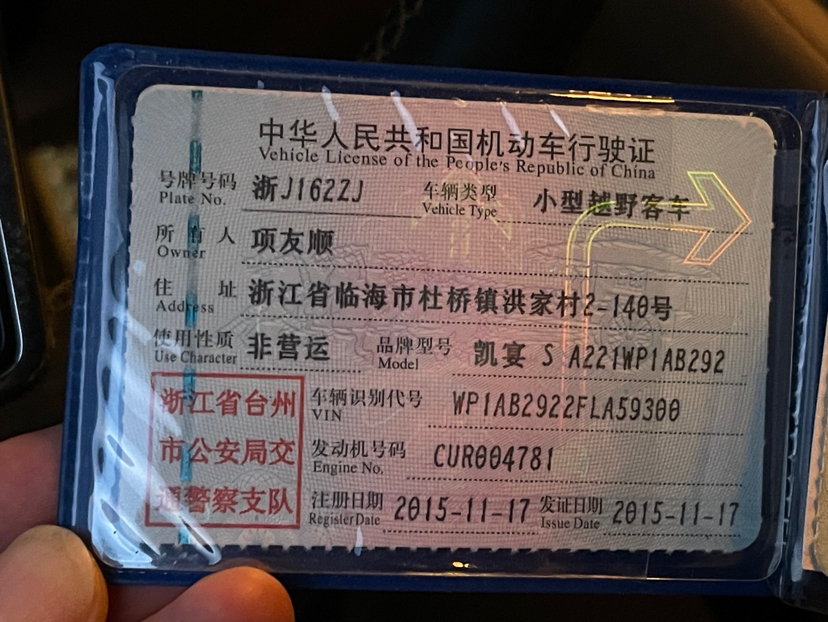 中华人民共和国机动车行驶证
Vehicle License of the People's Republic of China
号牌号码 浙J162ZJ 车辆类型 小型越野客车
Plate No. Vehicle Type
所有人 项友顺
Owner
住址 浙江省临海市杜桥镇洪家村2-140号
Address
使用性质 非营运 品牌型号 凯宴 S A221WP1AB292
Use Character Model
浙江省台州 车辆识别代号 WP1AB2922FLA59300
VIN
市公安局交 发动机号码 CUR004781
Engine No.
通警察支队 注册日期 2015-11-17 发证日期 2015-11-17
Register Date Issue Date